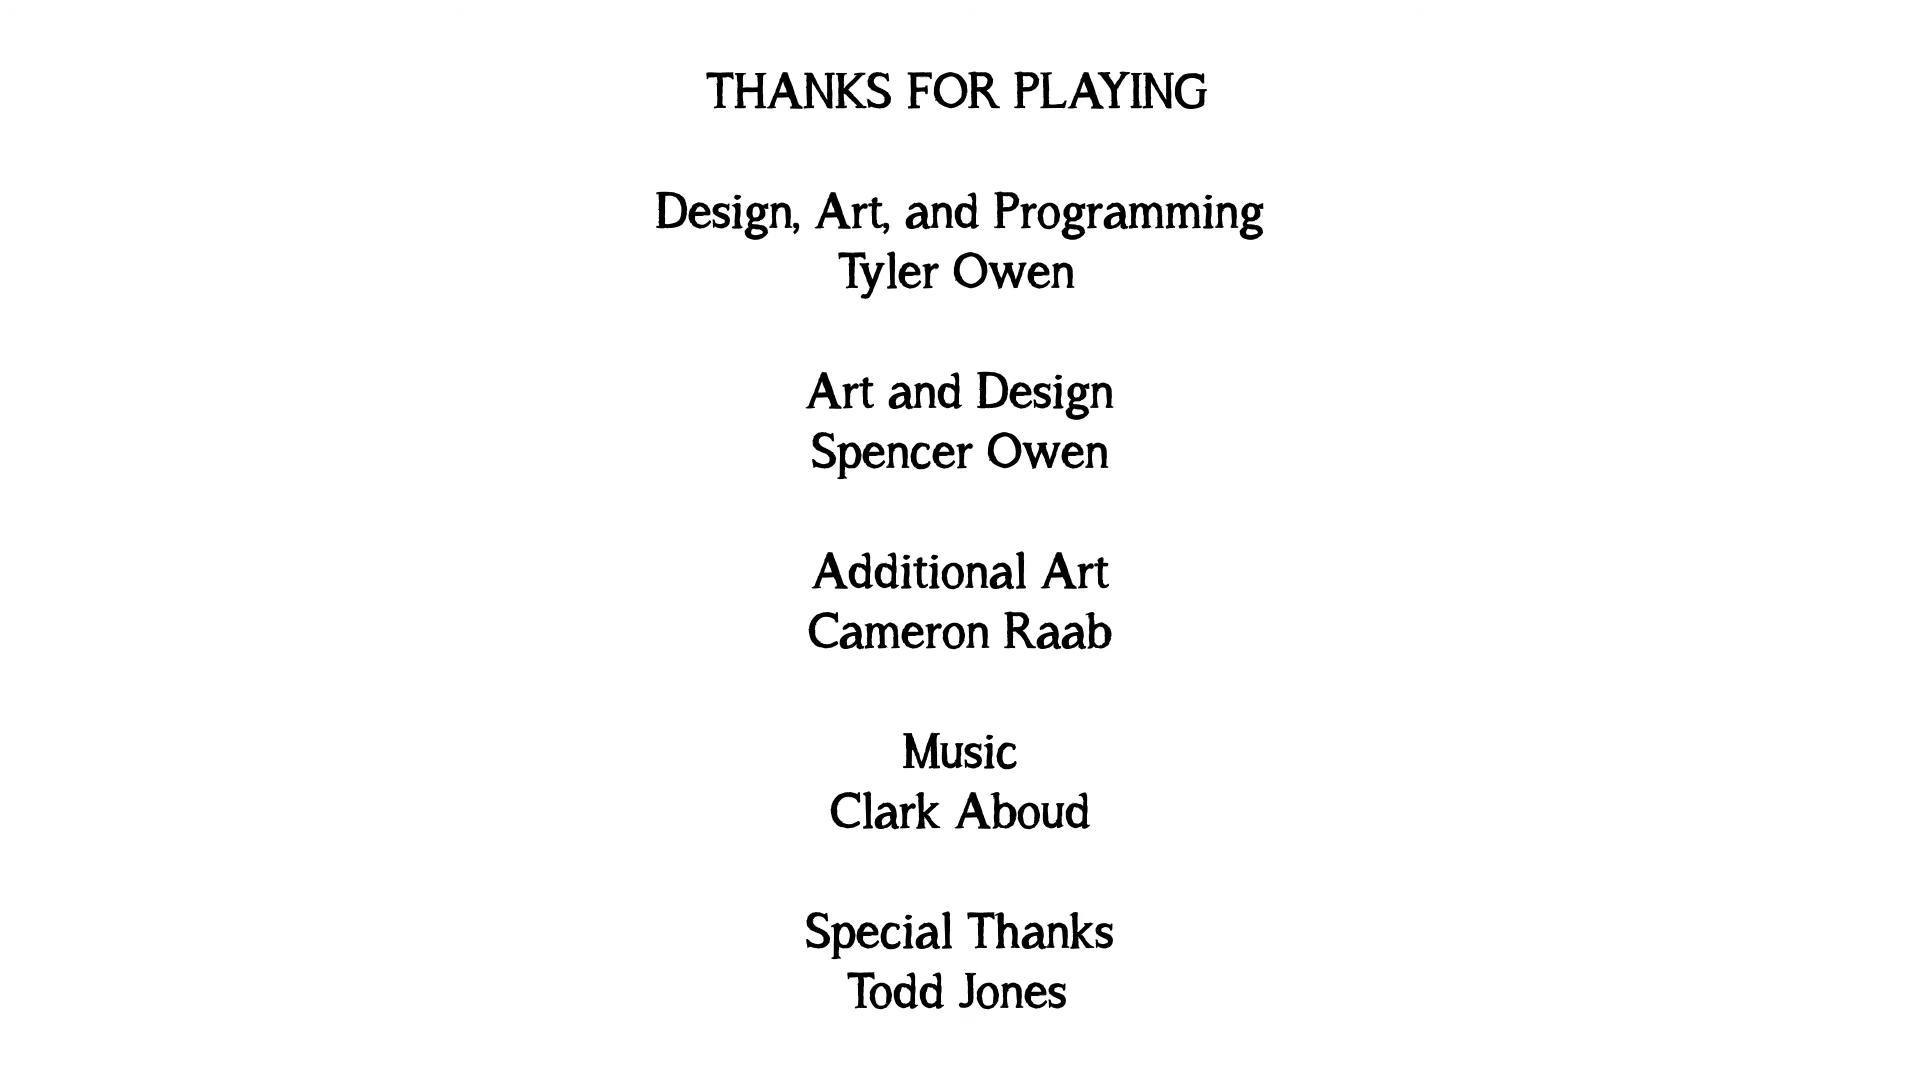 THANKS FOR PLAYING
Design, Art, and Programming
Tyler Owen
Art and Design
Spencer Owen
Additional Art
Cameron Raab
Music
Clark Aboud
Special Thanks
Todd Jones